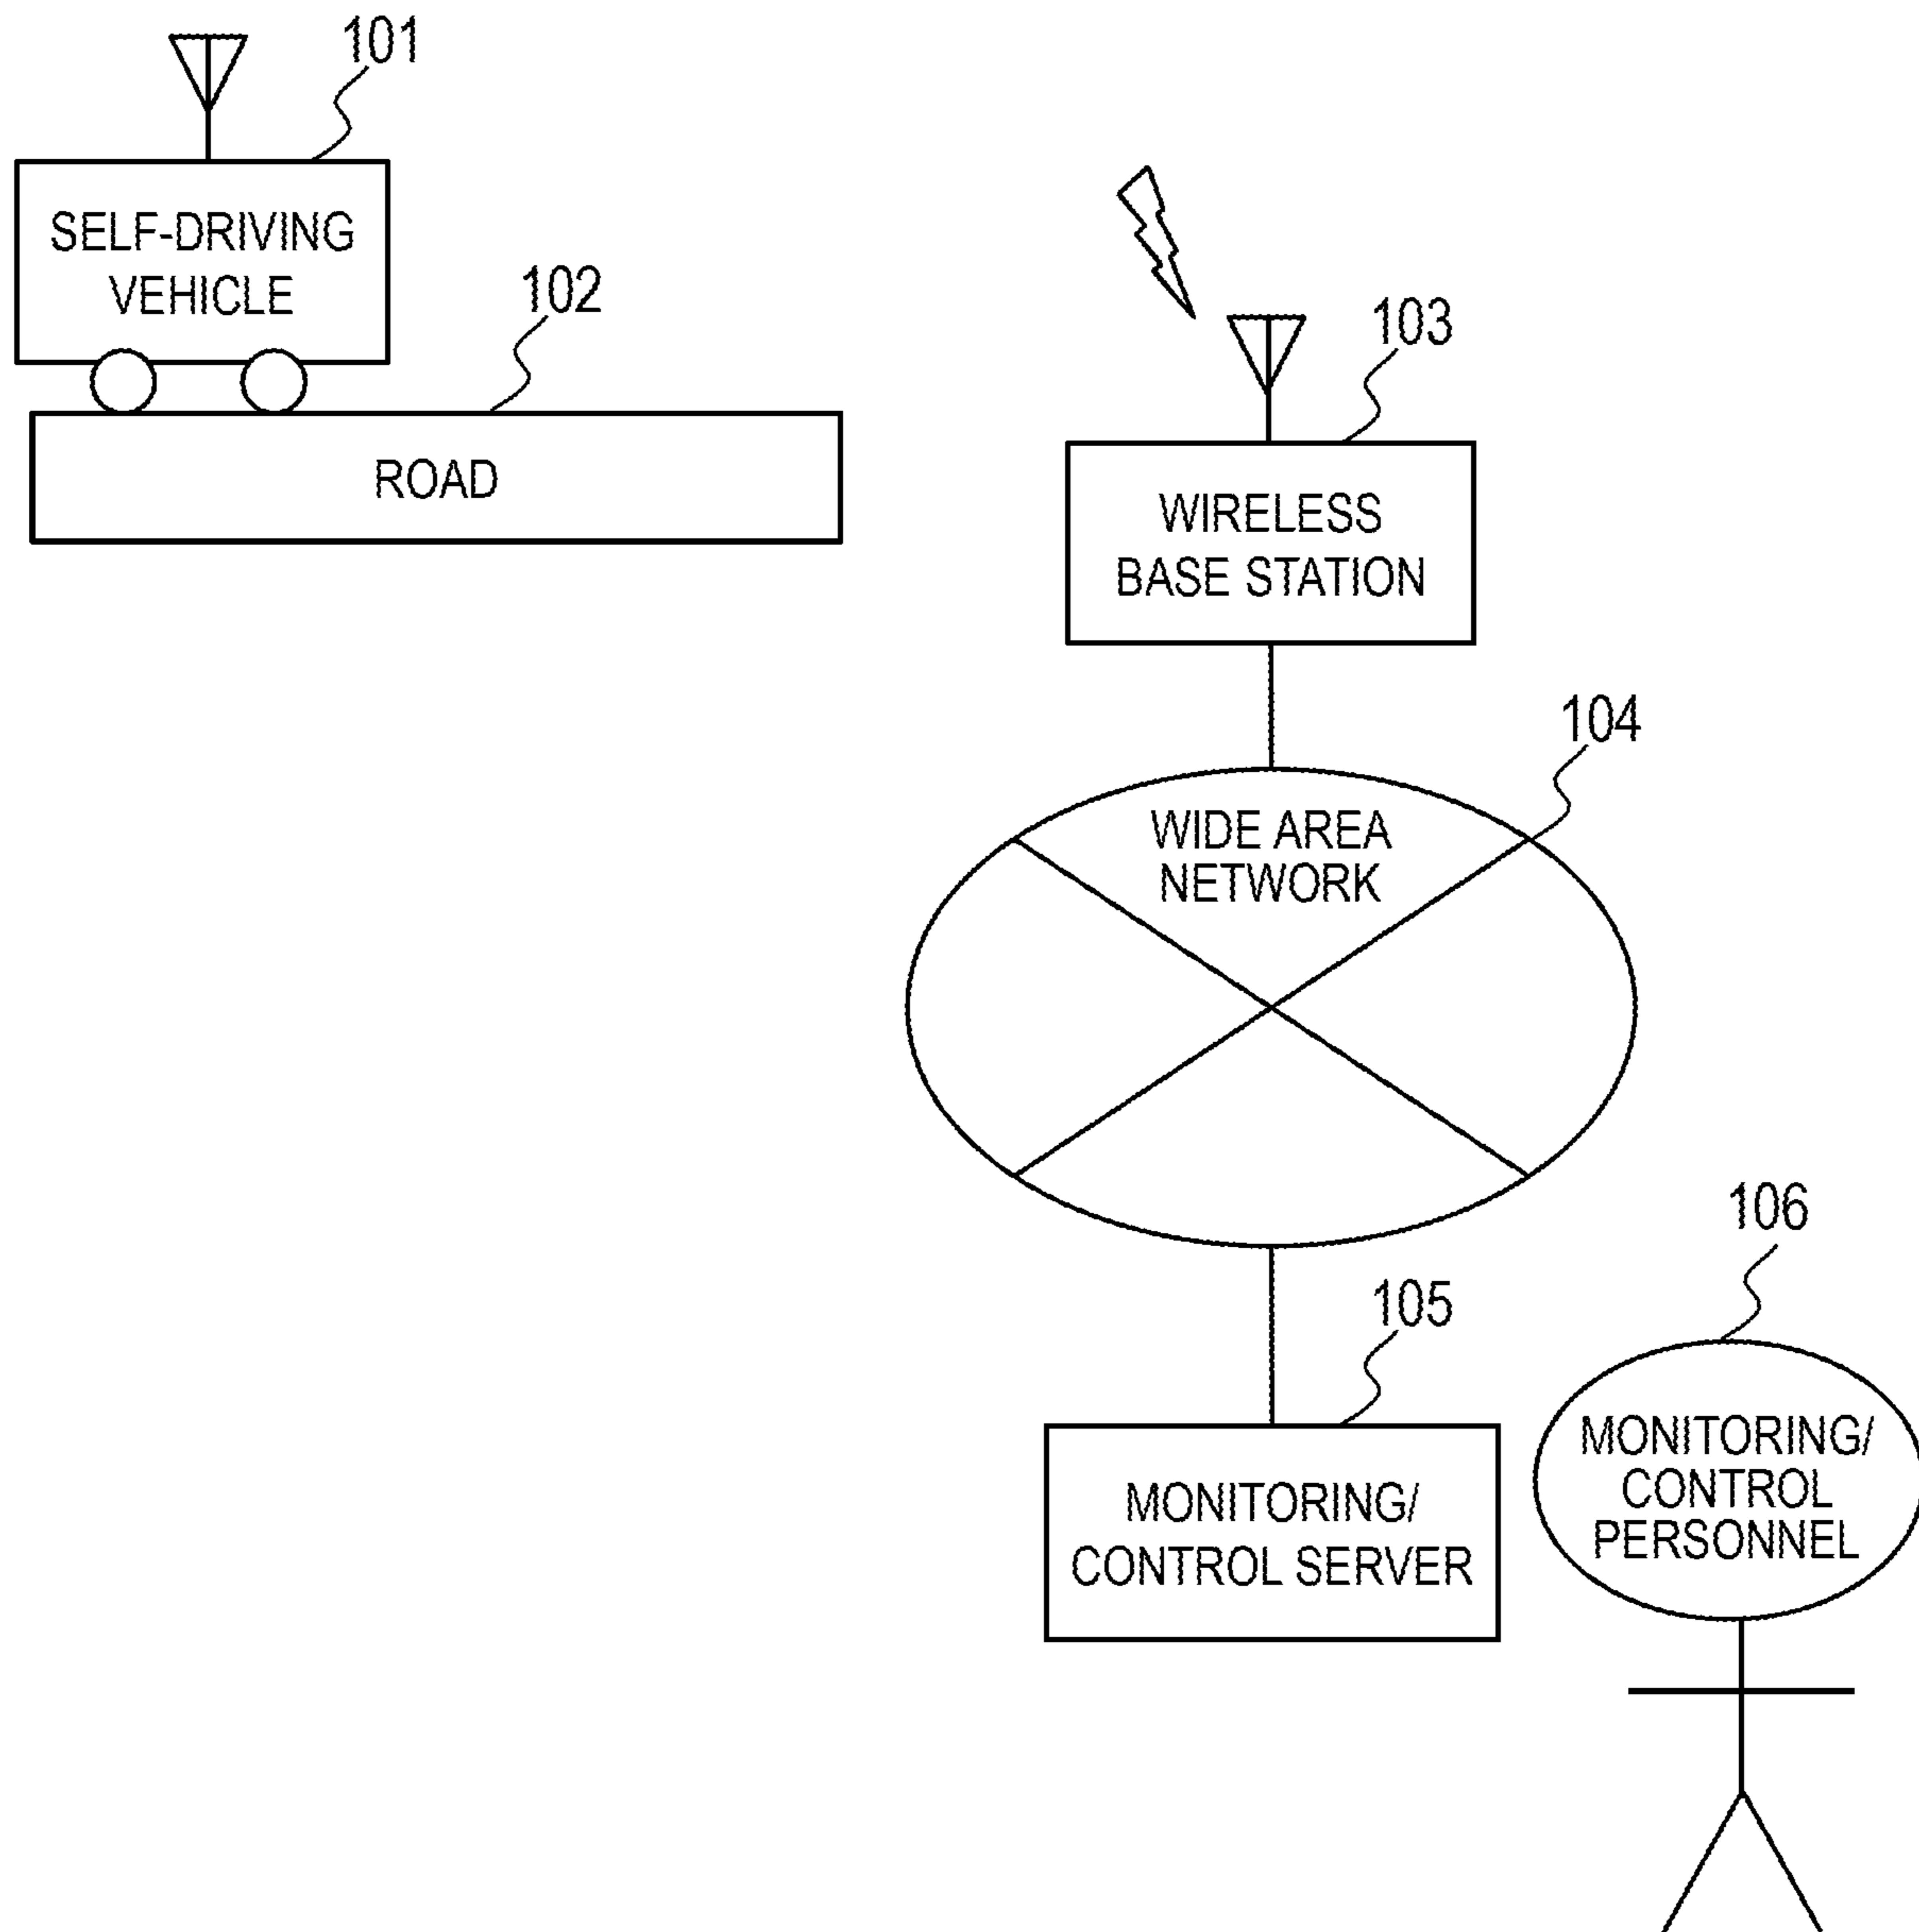 101
SELF-DRIVING
VEHICLE
102
ROAD
103
WIRELESS
BASE STATION
104
WIDE AREA
NETWORK
105
MONITORING/
CONTROL SERVER
106
MONITORING/
CONTROL
PERSONNEL